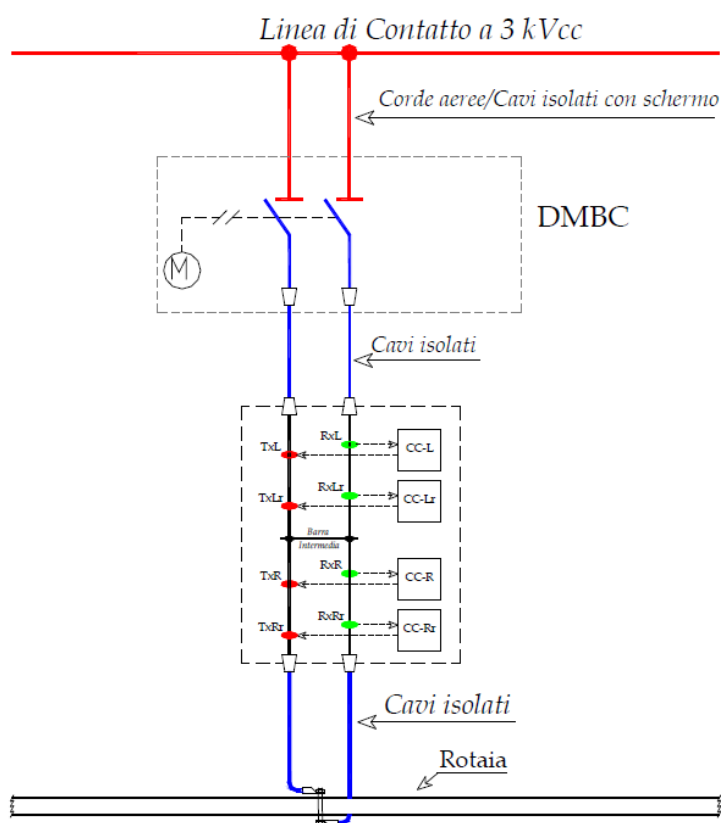 Linea di Contatto a 3 kVcc
Corde aeree/Cavi isolati con schermo
DMBC
M
Cavi isolati
TxL
RxL
CC-L
TxLr
RxLr
CC-Lr
Barra
Intermedia
TxR
RxR
CC-R
TxRr
RxRr
CC-Rr
Cavi isolati
Rotaia